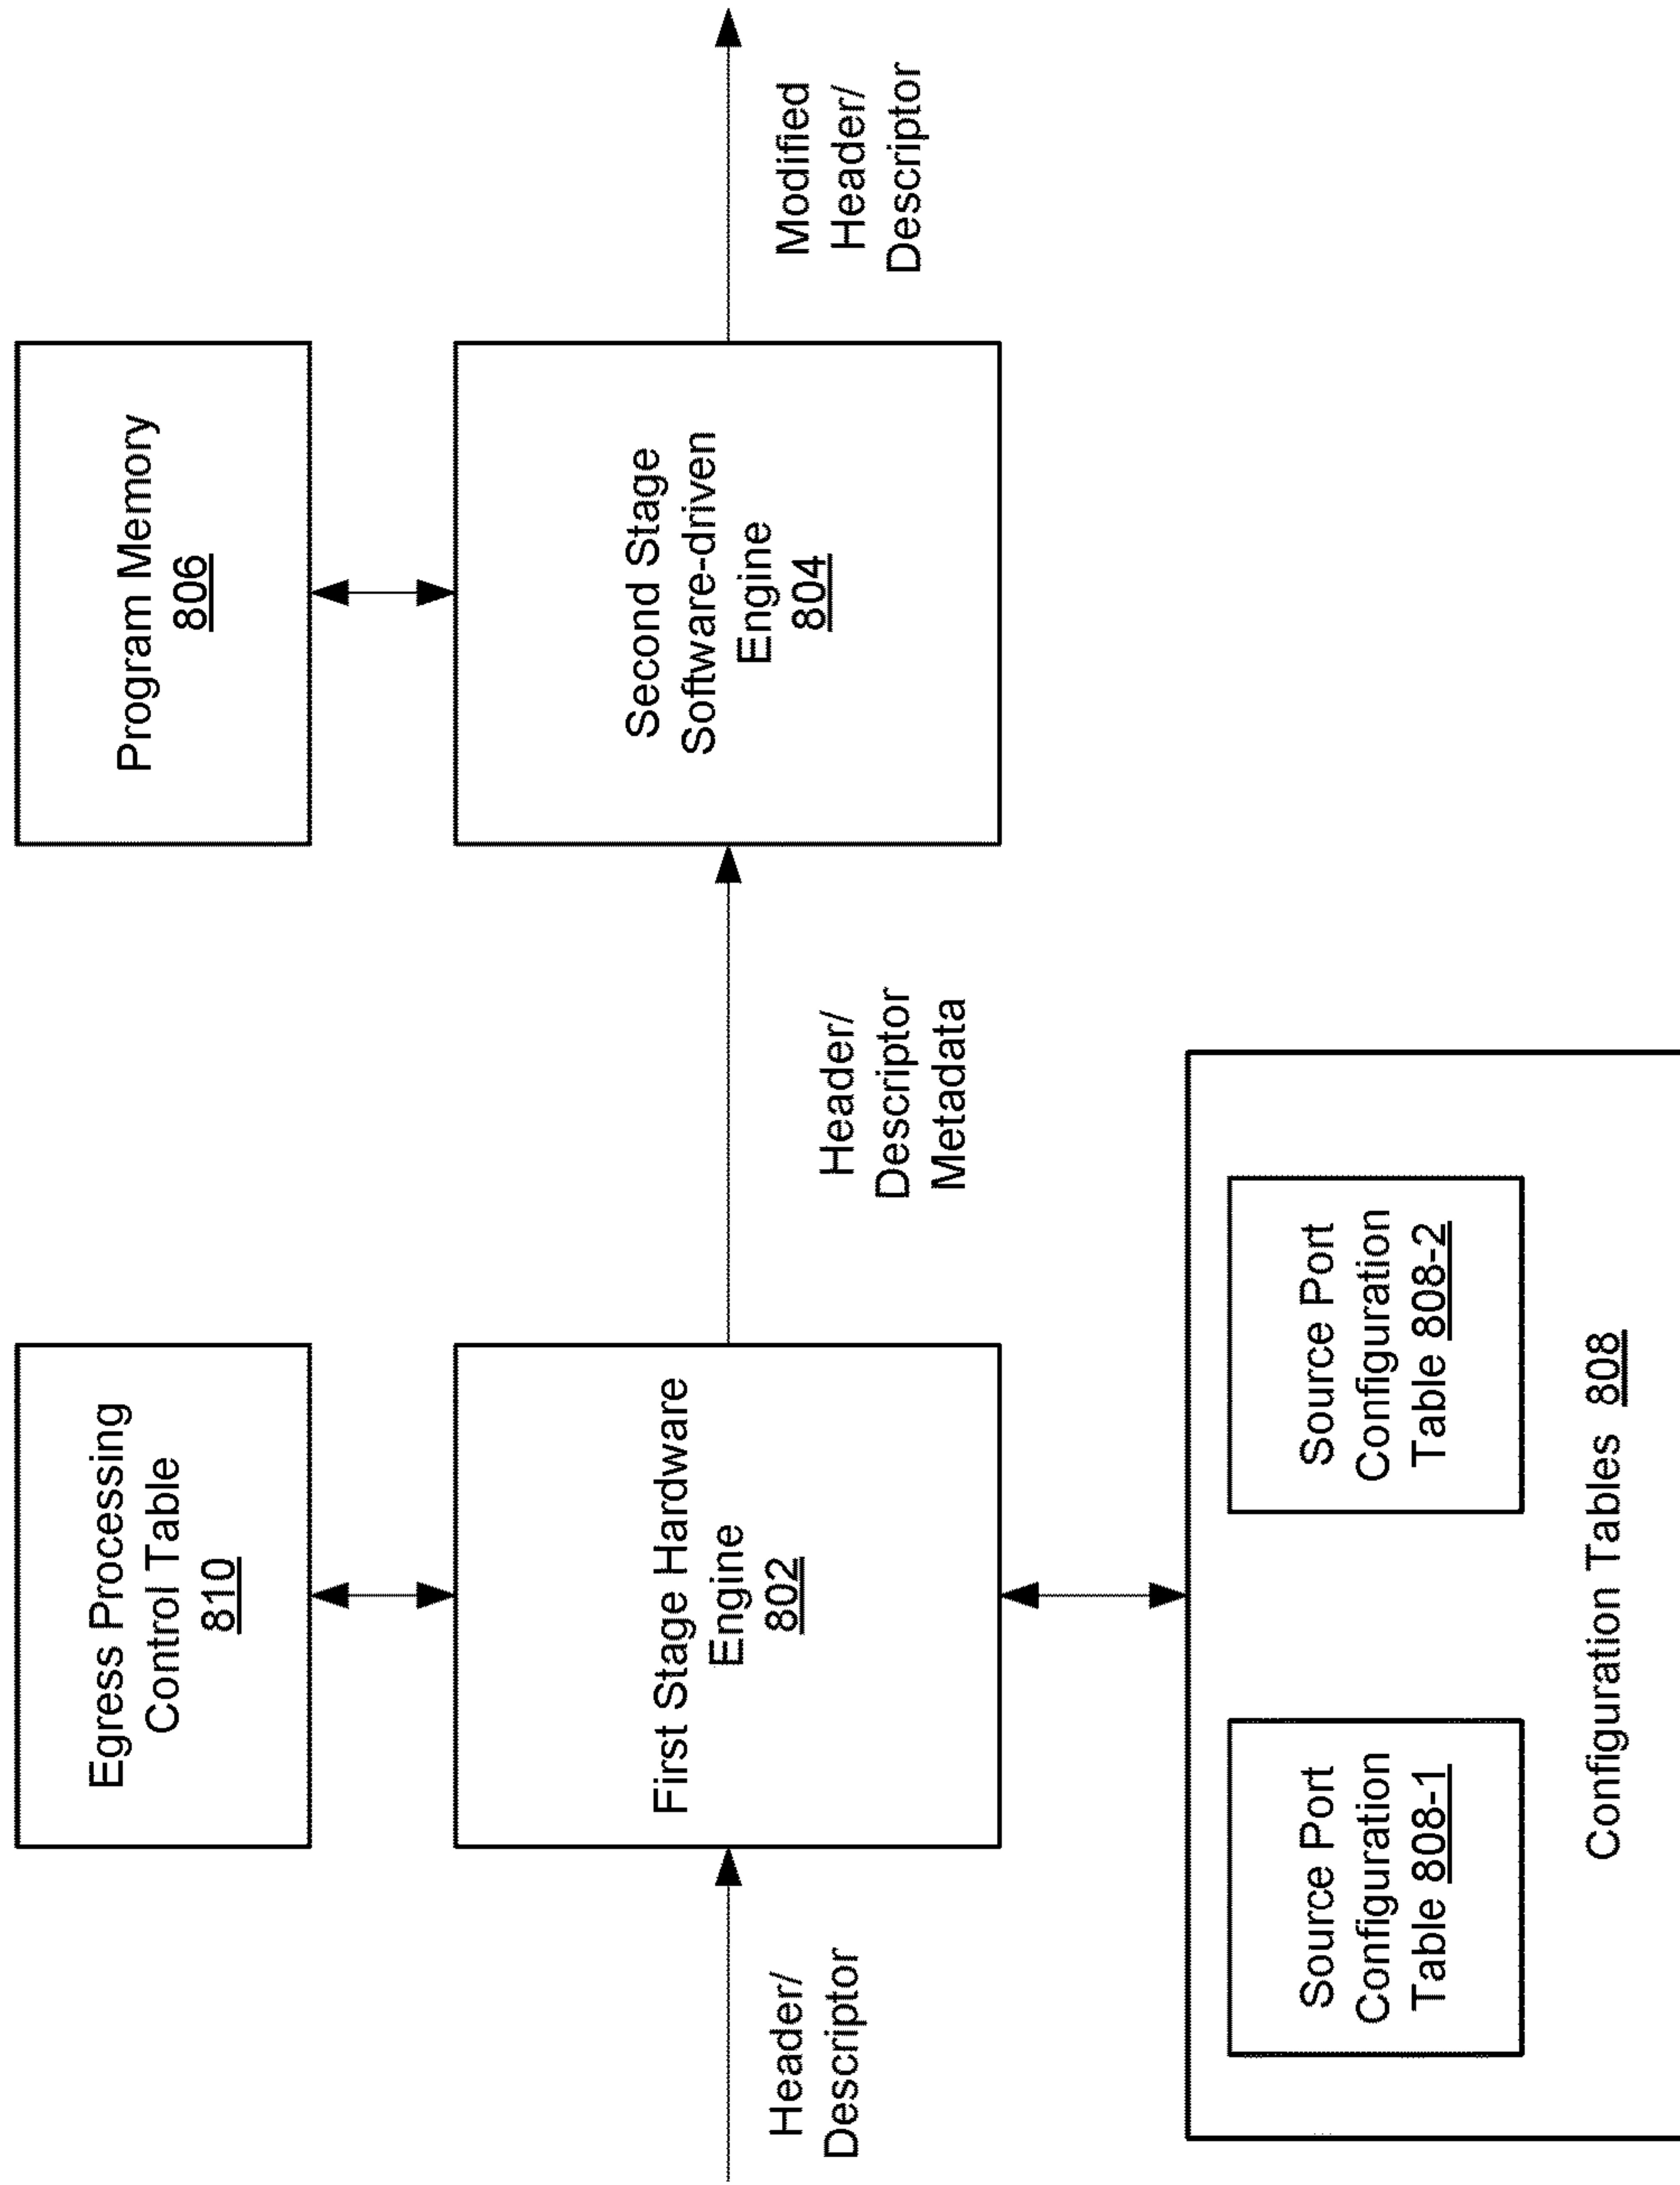 Egress Processing
Control Table
810
Program Memory
806
Header/
Descriptor
First Stage Hardware
Engine
802
Header/
Descriptor
Metadata
Second Stage
Software-driven
Engine
804
Modified
Header/
Descriptor
Source Port
Configuration
Table 808-1
Source Port
Configuration
Table 808-2
Configuration Tables 808